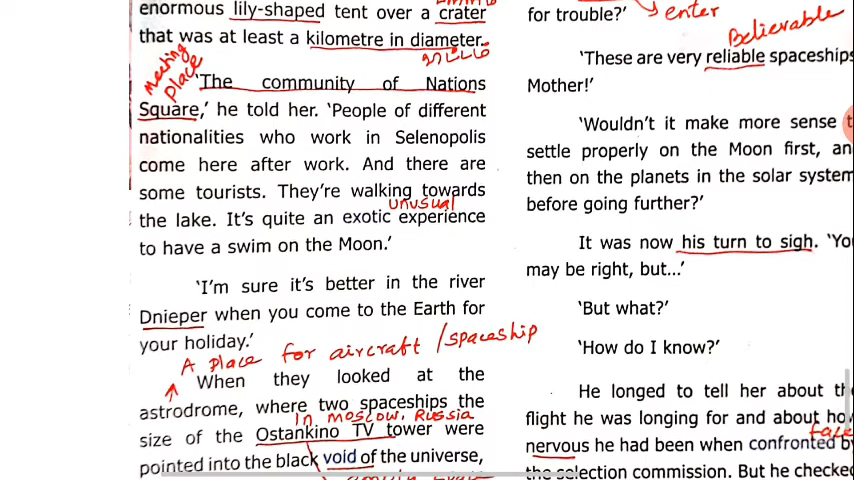 enormous lily-shaped tent over a crater
that was at least a kilometre in diameter.
விட்டம்
meeting
place
'The community of Nations
Square,' he told her. 'People of different
nationalities who work in Selenopolis
come here after work. And there are
some tourists. They're walking towards
unusual
the lake. It's quite an exotic experience
to have a swim on the Moon.'
'I'm sure it's better in the river
Dnieper when you come to the Earth for
your holiday.'
A place for aircraft/spaceship
When they looked at the
astrodrome, where two spaceships the
In moscow, Russia
size of the Ostankino TV tower were
pointed into the black void of the universe,
for trouble?'
enter
Believable
'These are very reliable spaceships
Mother!'
'Wouldn't it make more sense t
settle properly on the Moon first, an
then on the planets in the solar system
before going further?'
It was now his turn to sigh. 'You
may be right, but...'
'But what?'
'How do I know?'
He longed to tell her about the
flight he was longing for and about how
face
nervous he had been when confronted by
the selection commission. But he checked